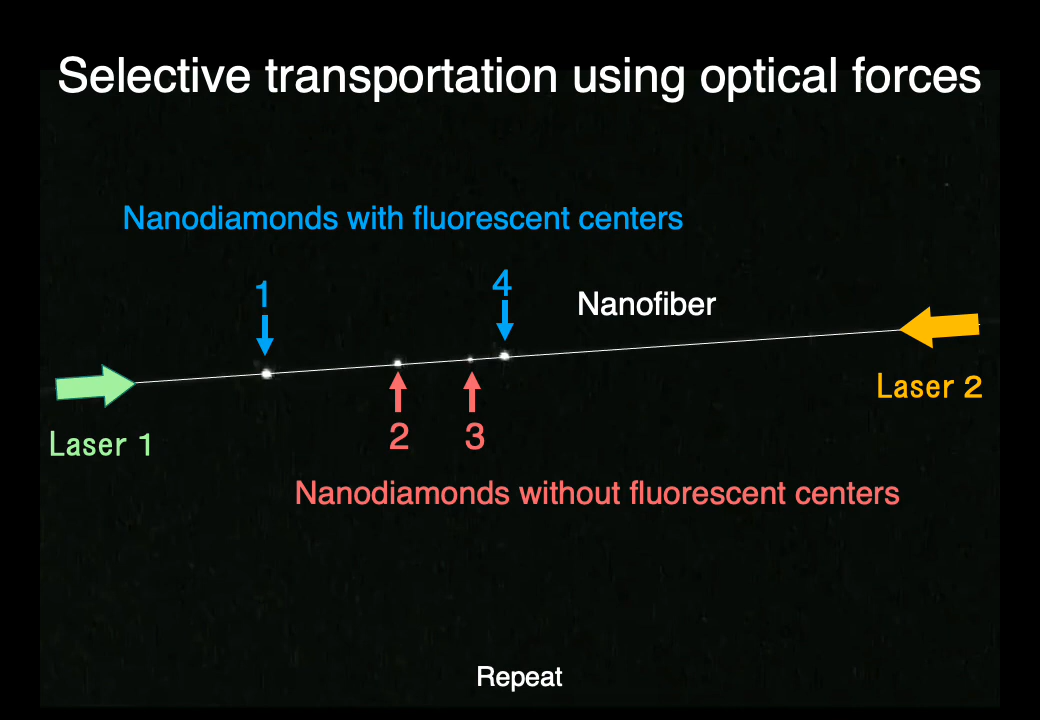 Selective transportation using optical forces
Nanodiamonds with fluorescent centers
1
4
Nanofiber
Laser 2
Laser 1
2
3
Nanodiamonds without fluorescent centers
Repeat